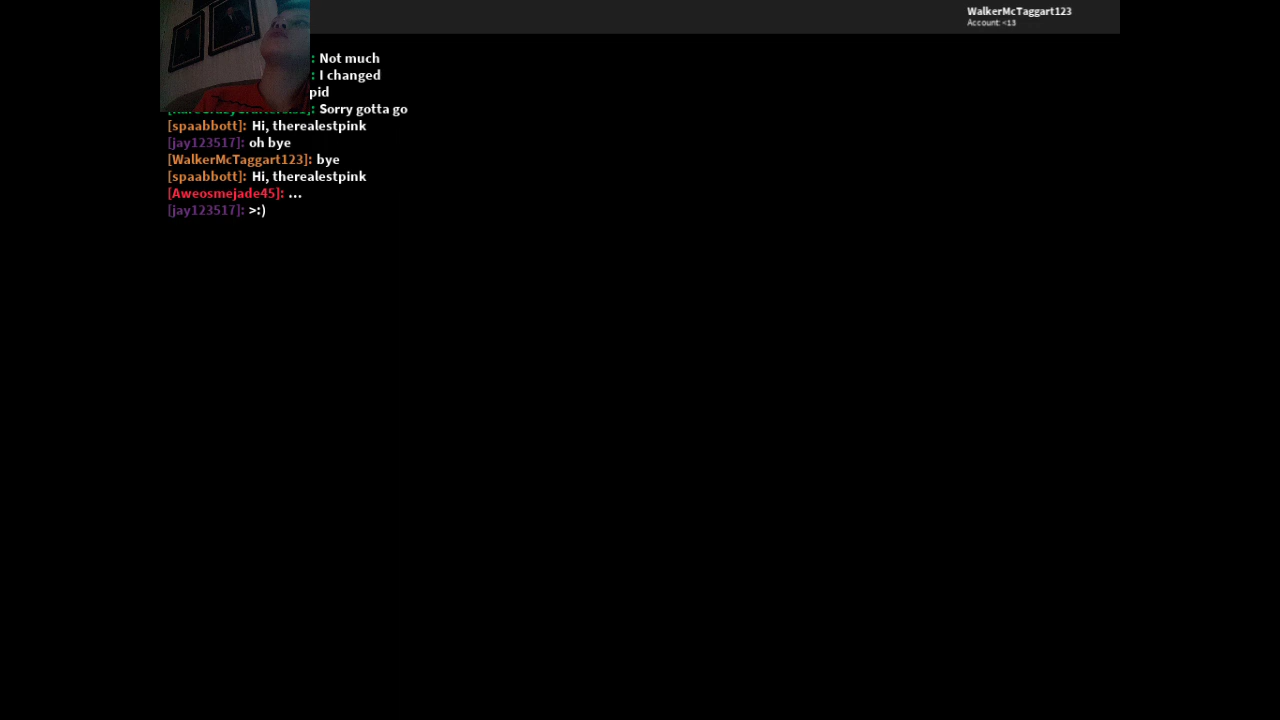 WalkerMcTaggart123
Account: <13
: Not much
: I changed
pid
: Sorry gotta go
[spaabbott]: Hi, therealestpink
[jay123517]: oh bye
[WalkerMcTaggart123]: bye
[spaabbott]: Hi, therealestpink
[Aweosmejade45]: ...
[jay123517]: >:)